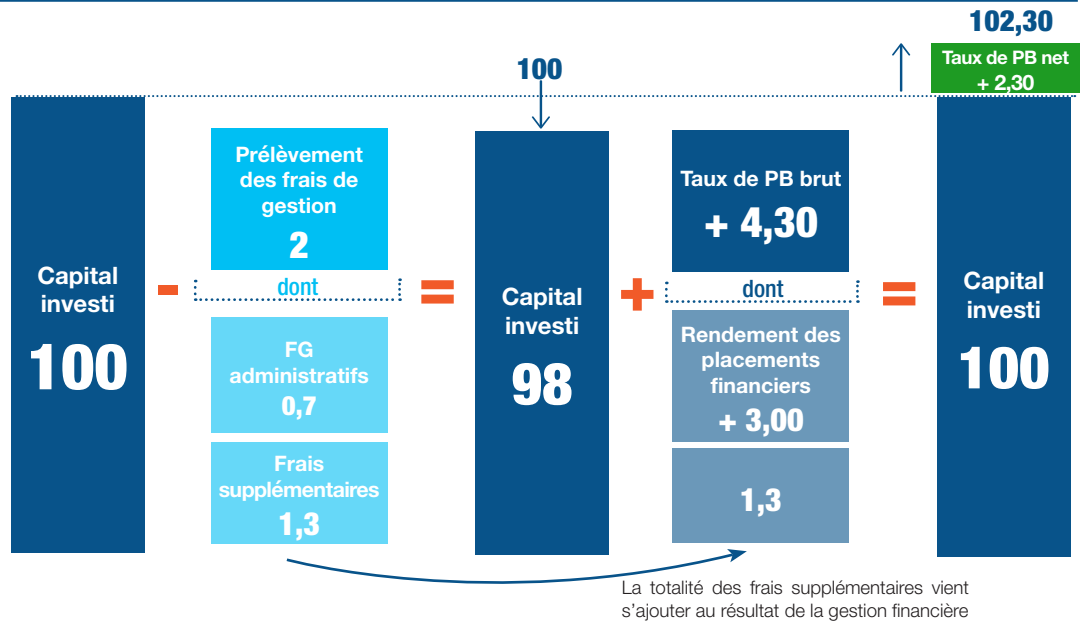 102,30
Taux de PB net
+ 2,30
100
Capital
investi
100
-
Prélèvement
des frais de
gestion
2
dont
FG
administratifs
0,7
Frais
supplémentaires
1,3
=
Capital
investi
98
+
Taux de PB brut
+ 4,30
dont
Rendement des
placements
financiers
+ 3,00
1,3
=
Capital
investi
100
La totalité des frais supplémentaires vient
s’ajouter au résultat de la gestion financière